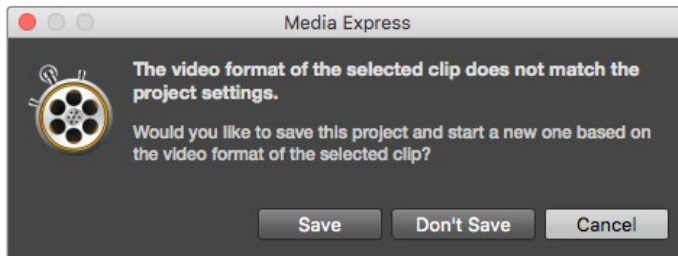 Media Express
The video format of the selected clip does not match the
project settings.
Would you like to save this project and start a new one based on
the video format of the selected clip?
Save Don't Save Cancel